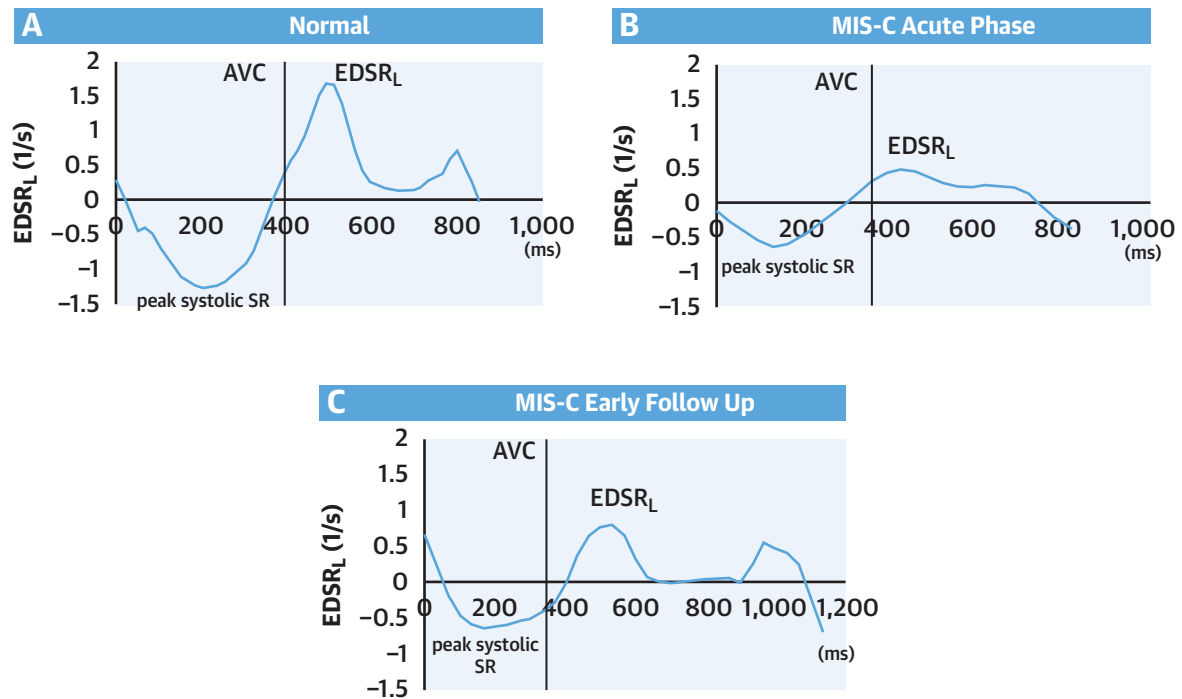 A Normal
2
1.5
1
0.5
0
−0.5
−1
−1.5
EDSRL (1/s)
AVC
EDSRL
0 200 400 600 800 1,000
(ms)
peak systolic SR
B MIS-C Acute Phase
2
1.5
1
0.5
0
−0.5
−1
−1.5
EDSRL (1/s)
AVC
EDSRL
0 200 400 600 800 1,000
(ms)
peak systolic SR
C MIS-C Early Follow Up
2
1.5
1
0.5
0
−0.5
−1
−1.5
EDSRL (1/s)
AVC
EDSRL
0 200 400 600 800 1,000 1,200
(ms)
peak systolic
SR